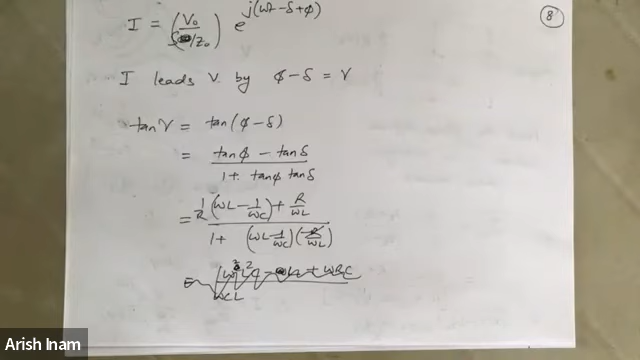 8
I = (V₀/(/Z₀)) e^{j(ωt - δ + ϕ)}
I leads V by ϕ - δ = γ
tan γ = tan(ϕ - δ)
= (tan ϕ - tan δ)/(1 + tan ϕ tan δ)
= (1/R (ωL - 1/ωC) + R/ωL)/(1 + (ωL - 1/ωC)(-R/ωL))
=
ωCL
Arish Inam